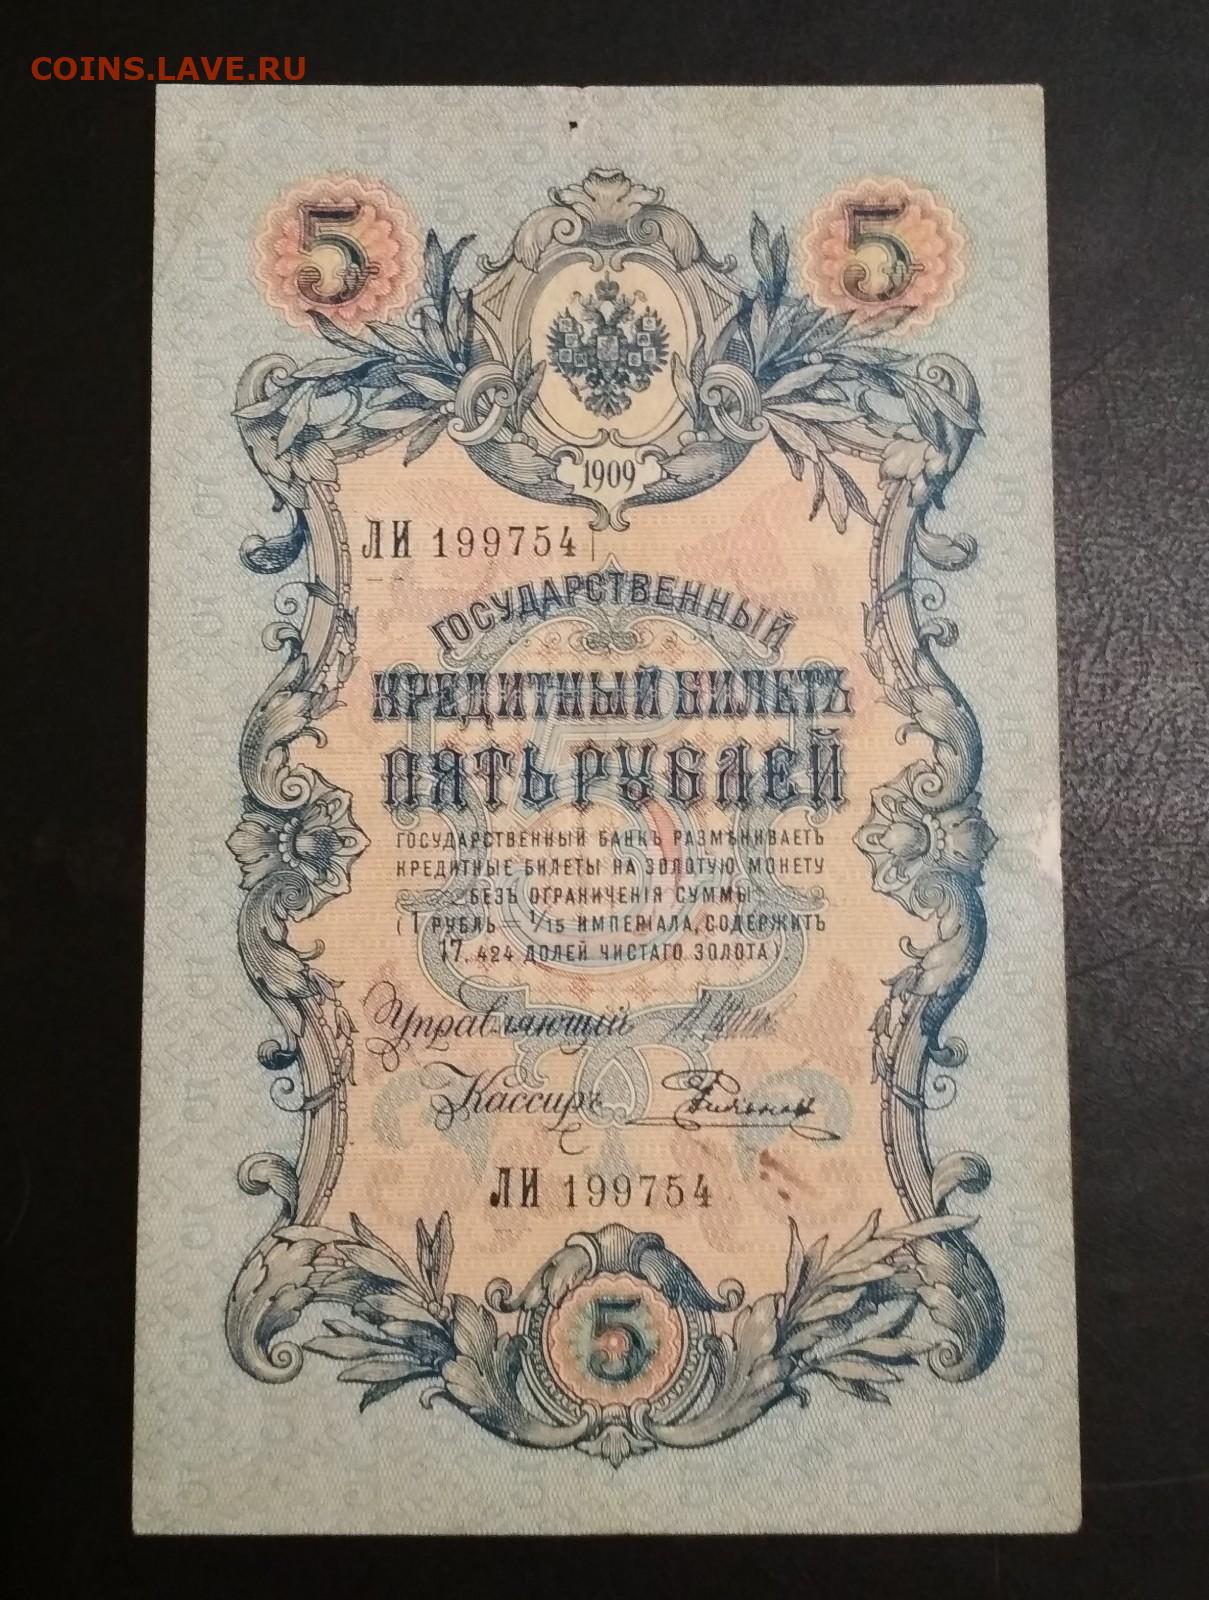 COINS.LAVE.RU
5 5
1909
ЛИ 199754
ГОСУДАРСТВЕННЫЙ
КРЕДИТНЫЙ БИЛЕТЪ
ПЯТЬ РУБЛЕЙ
ГОСУДАРСТВЕННЫЙ БАНКЪ РАЗМѢНИВАЕТЪ
КРЕДИТНЫЕ БИЛЕТЫ НА ЗОЛОТУЮ МОНЕТУ
БЕЗЪ ОГРАНИЧЕНІЯ СУММЫ
(1 РУБЛЬ = 1/15 ИМПЕРІАЛА, СОДЕРЖИТЪ
17, 424 ДОЛЕЙ ЧИСТАГО ЗОЛОТА).
Управляющій
Кассиръ
ЛИ 199754
5